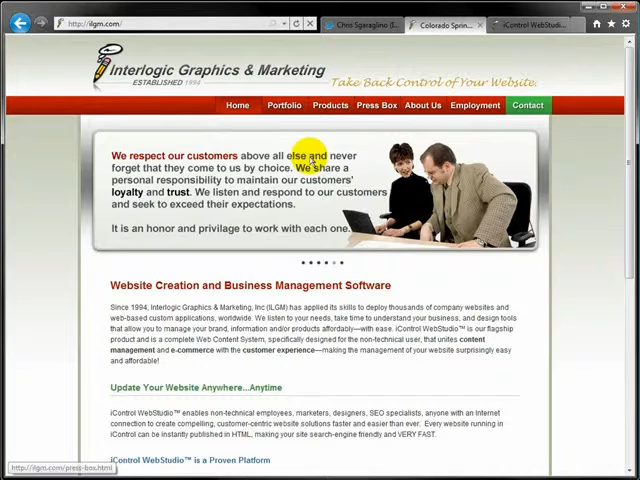 http://ilgm.com/
Chris Sgaraglino (I...
Colorado Sprin...
iControl WebStudi...
Interlogic Graphics & Marketing
ESTABLISHED 1994
Take Back Control of Your Website.
Home Portfolio Products Press Box About Us Employment Contact
We respect our customers above all else and never
forget that they come to us by choice. We share a
personal responsibility to maintain our customers'
loyalty and trust. We listen and respond to our customers
and seek to exceed their expectations.
It is an honor and privilage to work with each one.
Website Creation and Business Management Software
Since 1994, Interlogic Graphics & Marketing, Inc (ILGM) has applied its skills to deploy thousands of company websites and
web-based custom applications, worldwide. We listen to your needs, take time to understand your business, and design tools
that allow you to manage your brand, information and/or products affordably—with ease. iControl WebStudio™ is our flagship
product and is a complete Web Content System, specifically designed for the non-technical user, that unites content
management and e-commerce with the customer experience—making the management of your website surprisingly easy
and affordable!
Update Your Website Anywhere...Anytime
iControl WebStudio™ enables non-technical employees, marketers, designers, SEO specialists, anyone with an Internet
connection to create compelling, customer-centric website solutions faster and easier than ever. Every website running in
iControl can be instantly published in HTML, making your site search-engine friendly and VERY FAST.
iControl WebStudio™ is a Proven Platform
http://ilgm.com/press-box.html